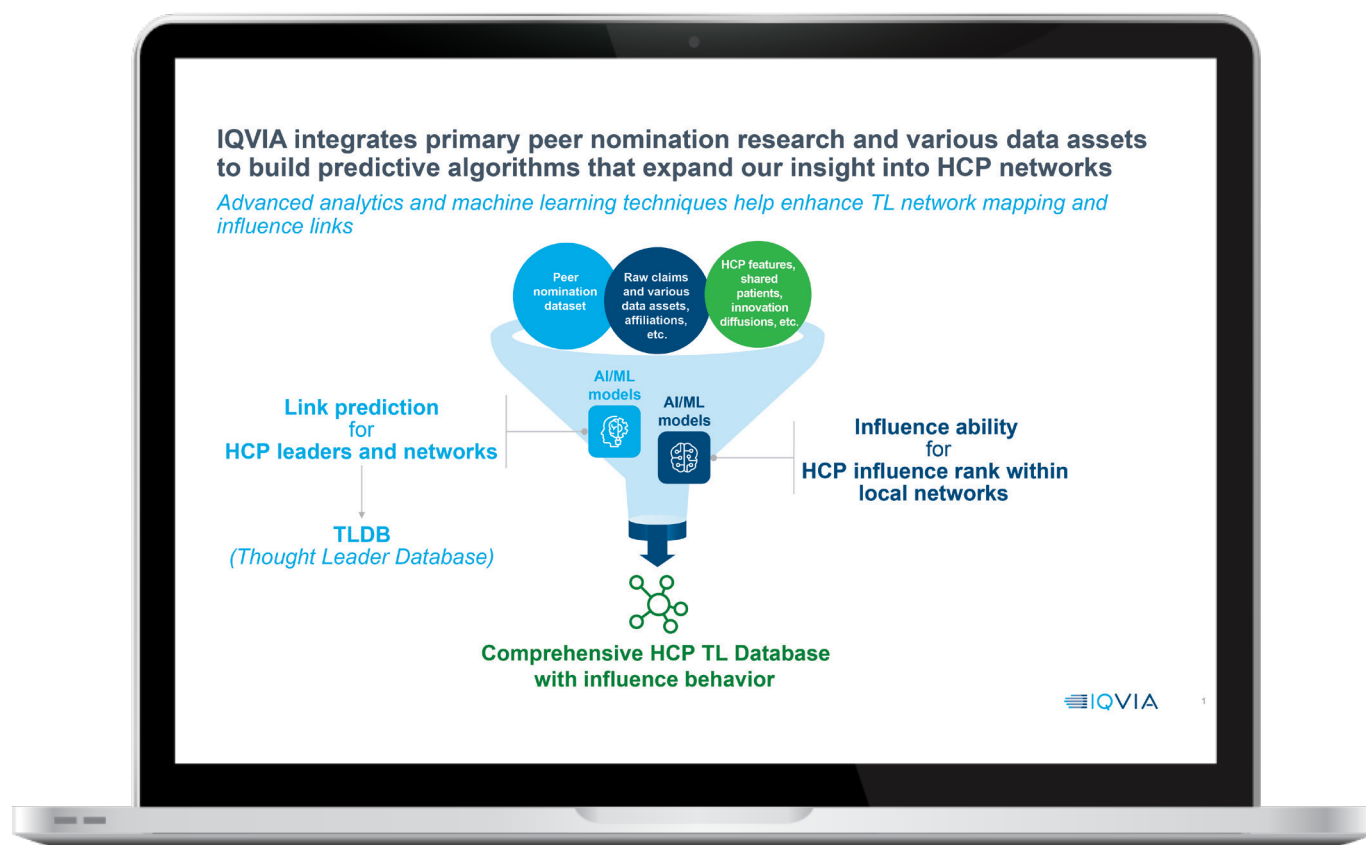 IQVIA integrates primary peer nomination research and various data assets
to build predictive algorithms that expand our insight into HCP networks
Advanced analytics and machine learning techniques help enhance TL network mapping and
influence links
Peer
nomination
dataset
Raw claims
and various
data assets,
affiliations,
etc.
HCP features,
shared
patients,
innovation
diffusions, etc.
AI/ML
models
AI/ML
models
Link prediction
for
HCP leaders and networks
TLDB
(Thought Leader Database)
Influence ability
for
HCP influence rank within
local networks
Comprehensive HCP TL Database
with influence behavior
IQVIA
1